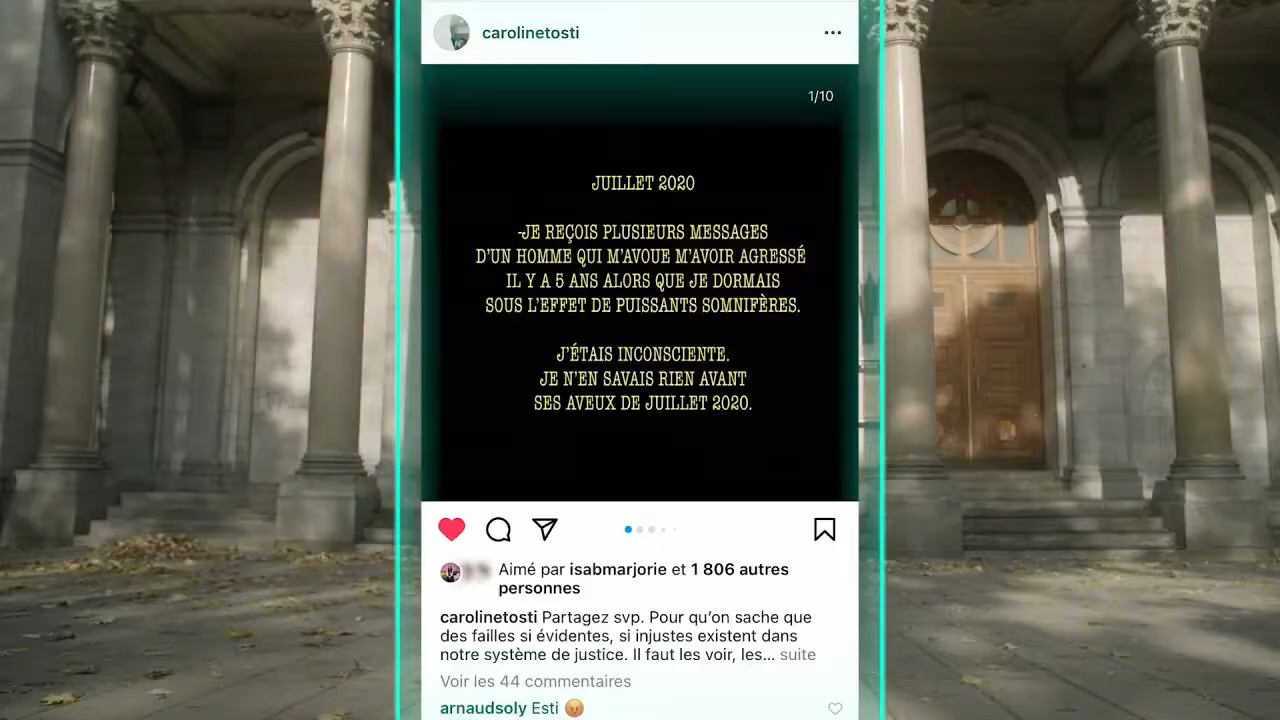 carolinetosti
1/10
JUILLET 2020
-JE REÇOIS PLUSIEURS MESSAGES
D'UN HOMME QUI M'AVOUE M'AVOIR AGRESSÉ
IL Y A 5 ANS ALORS QUE JE DORMAIS
SOUS L'EFFET DE PUISSANTS SOMNIFÈRES.
J'ÉTAIS INCONSCIENTE.
JE N'EN SAVAIS RIEN AVANT
SES AVEUX DE JUILLET 2020.
Aimé par isabmarjorie et 1 806 autres
personnes
carolinetosti Partagez svp. Pour qu'on sache que
des failles si évidentes, si injustes existent dans
notre système de justice. Il faut les voir, les... suite
Voir les 44 commentaires
arnaudsoly Esti 😡